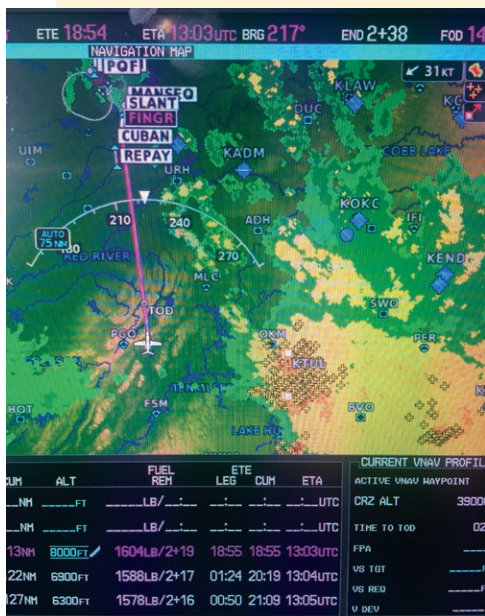 ETE 18:54 ETA 13:03UTC BRG 217° END 2+38 FOD 14
NAVIGATION MAP
PQF
31KT
MANSEQ
SLANT
FINGR
CUBAN
REPAY
KLAW
DUC
KC
UIM
URH
KADM
COBB LAKE
KOKC
IFI
210
240
ADH
AUTO
75 NM
270
RED RIVER
KEND
MLC
SWO
TOD
PGO
OKM
PER
KTUL
FSM
HOT
BVO
LAKE HU
CUM ALT FUEL REM ETE LEG CUM ETA
__NM _____FT _____LB/__:__ __:__ __:__ __:__UTC
__NM _____FT _____LB/__:__ __:__ __:__ __:__UTC
13NM 8000FT 1604LB/2+19 18:55 18:55 13:03UTC
22NM 6900FT 1588LB/2+17 01:24 20:19 13:04UTC
127NM 6300FT 1578LB/2+16 00:50 21:09 13:05UTC
CURRENT VNAV PROFIL
ACTIVE VNAV WAYPOINT
CRZ ALT 39000
TIME TO TOD 02
FPA
VS TGT
VS REQ
V DEV